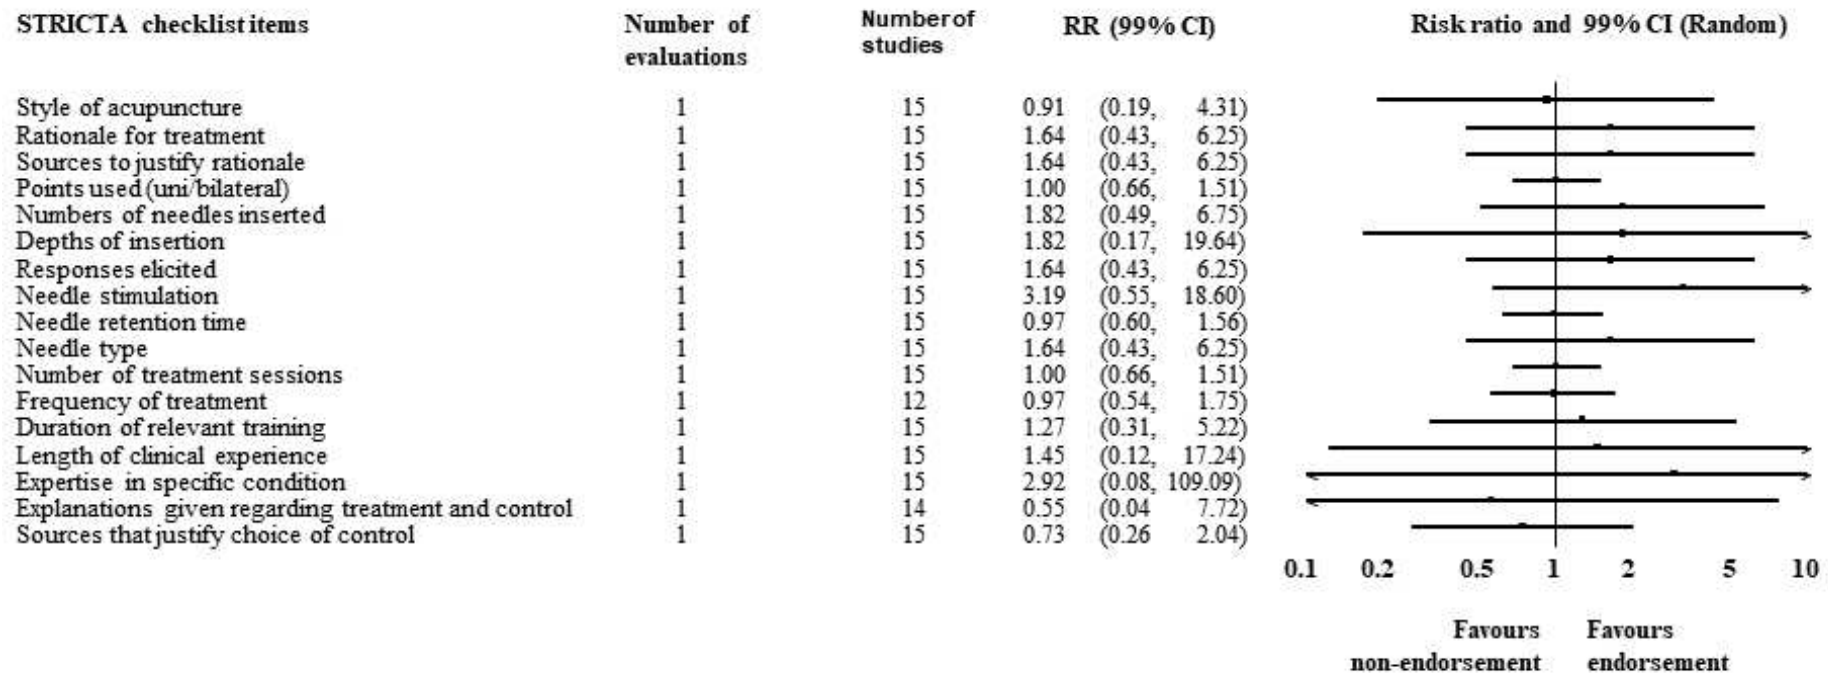 STRICTA checklist items Number of evaluations Number of studies RR (99% CI) Risk ratio and 99% CI (Random)
Style of acupuncture 1 15 0.91 (0.19, 4.31)
Rationale for treatment 1 15 1.64 (0.43, 6.25)
Sources to justify rationale 1 15 1.64 (0.43, 6.25)
Points used (uni/bilateral) 1 15 1.00 (0.66, 1.51)
Numbers of needles inserted 1 15 1.82 (0.49, 6.75)
Depths of insertion 1 15 1.82 (0.17, 19.64)
Responses elicited 1 15 1.64 (0.43, 6.25)
Needle stimulation 1 15 3.19 (0.55, 18.60)
Needle retention time 1 15 0.97 (0.60, 1.56)
Needle type 1 15 1.64 (0.43, 6.25)
Number of treatment sessions 1 15 1.00 (0.66, 1.51)
Frequency of treatment 1 12 0.97 (0.54, 1.75)
Duration of relevant training 1 15 1.27 (0.31, 5.22)
Length of clinical experience 1 15 1.45 (0.12, 17.24)
Expertise in specific condition 1 15 2.92 (0.08, 109.09)
Explanations given regarding treatment and control 1 14 0.55 (0.04 7.72)
Sources that justify choice of control 1 15 0.73 (0.26 2.04)
0.1 0.2 0.5 1 2 5 10
Favours non-endorsement
Favours endorsement